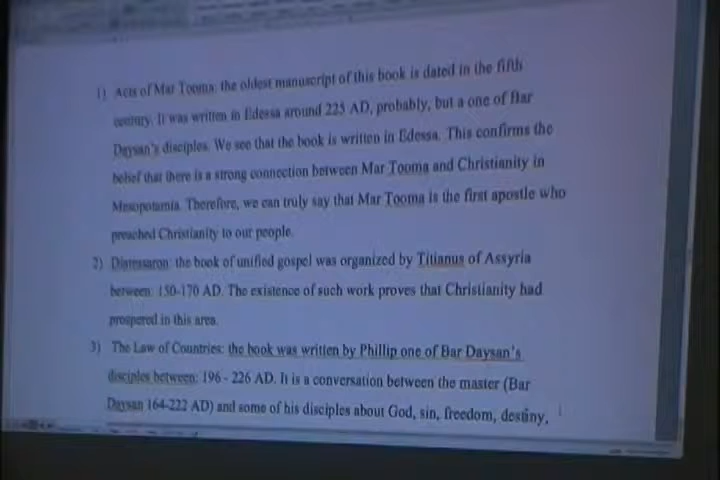 1) Acts of Mar Tooma: the oldest manuscript of this book is dated in the fifth
century. It was written in Edessa around 225 AD, probably, but a one of Bar
Daysan's disciples. We see that the book is written in Edessa. This confirms the
belief that there is a strong connection between Mar Tooma and Christianity in
Mesopotamia. Therefore, we can truly say that Mar Tooma is the first apostle who
preached Christianity to our people.
2) Diatessaron: the book of unified gospel was organized by Titianus of Assyria
between: 150-170 AD. The existence of such work proves that Christianity had
prospered in this area.
3) The Law of Countries: the book was written by Phillip one of Bar Daysan's
disciples between: 196 - 226 AD. It is a conversation between the master (Bar
Daysan 164-222 AD) and some of his disciples about God, sin, freedom, destiny,